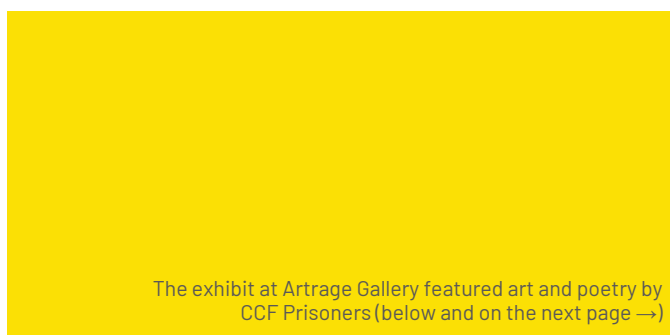 The exhibit at Artrage Gallery featured art and poetry by
CCF Prisoners (below and on the next page →)